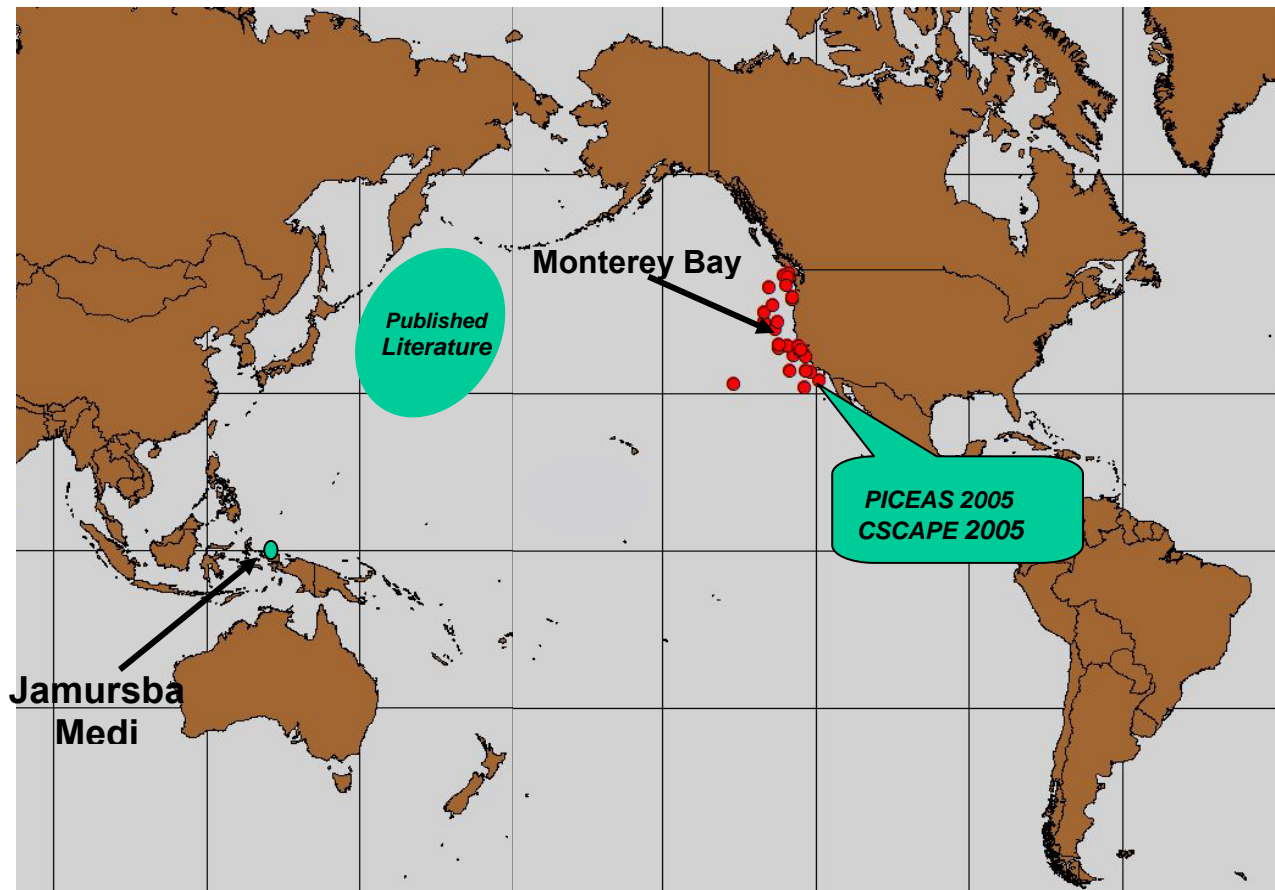 Monterey Bay
Published
Literature
PICEAS 2005
CSCAPE 2005
Jamursba
Medi